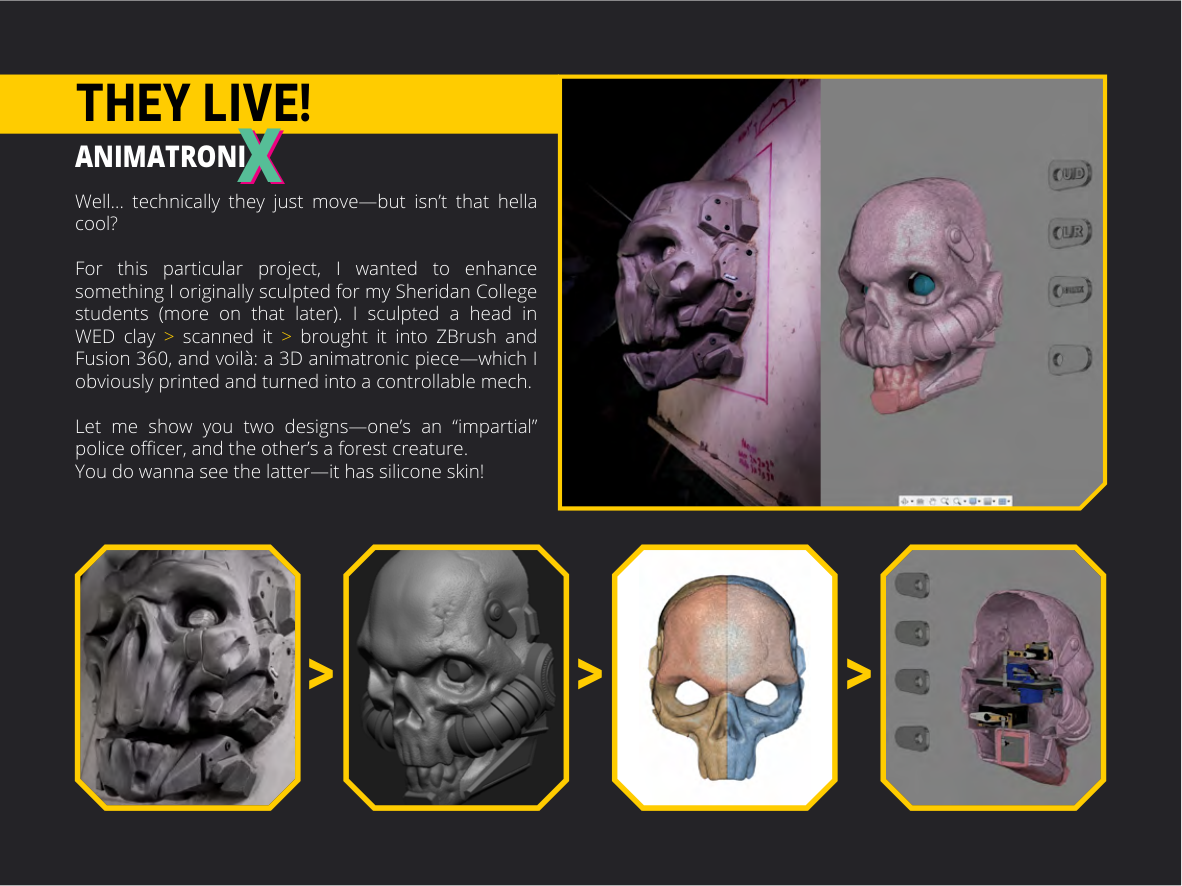 THEY LIVE!
ANIMATRONIX
Well... technically they just move—but isn't that hella
cool?
For this particular project, I wanted to enhance
something I originally sculpted for my Sheridan College
students (more on that later). I sculpted a head in
WED clay > scanned it > brought it into ZBrush and
Fusion 360, and voilà: a 3D animatronic piece—which I
obviously printed and turned into a controllable mech.
Let me show you two designs—one's an “impartial”
police officer, and the other's a forest creature.
You do wanna see the latter—it has silicone skin!
UD
L/R
> > >